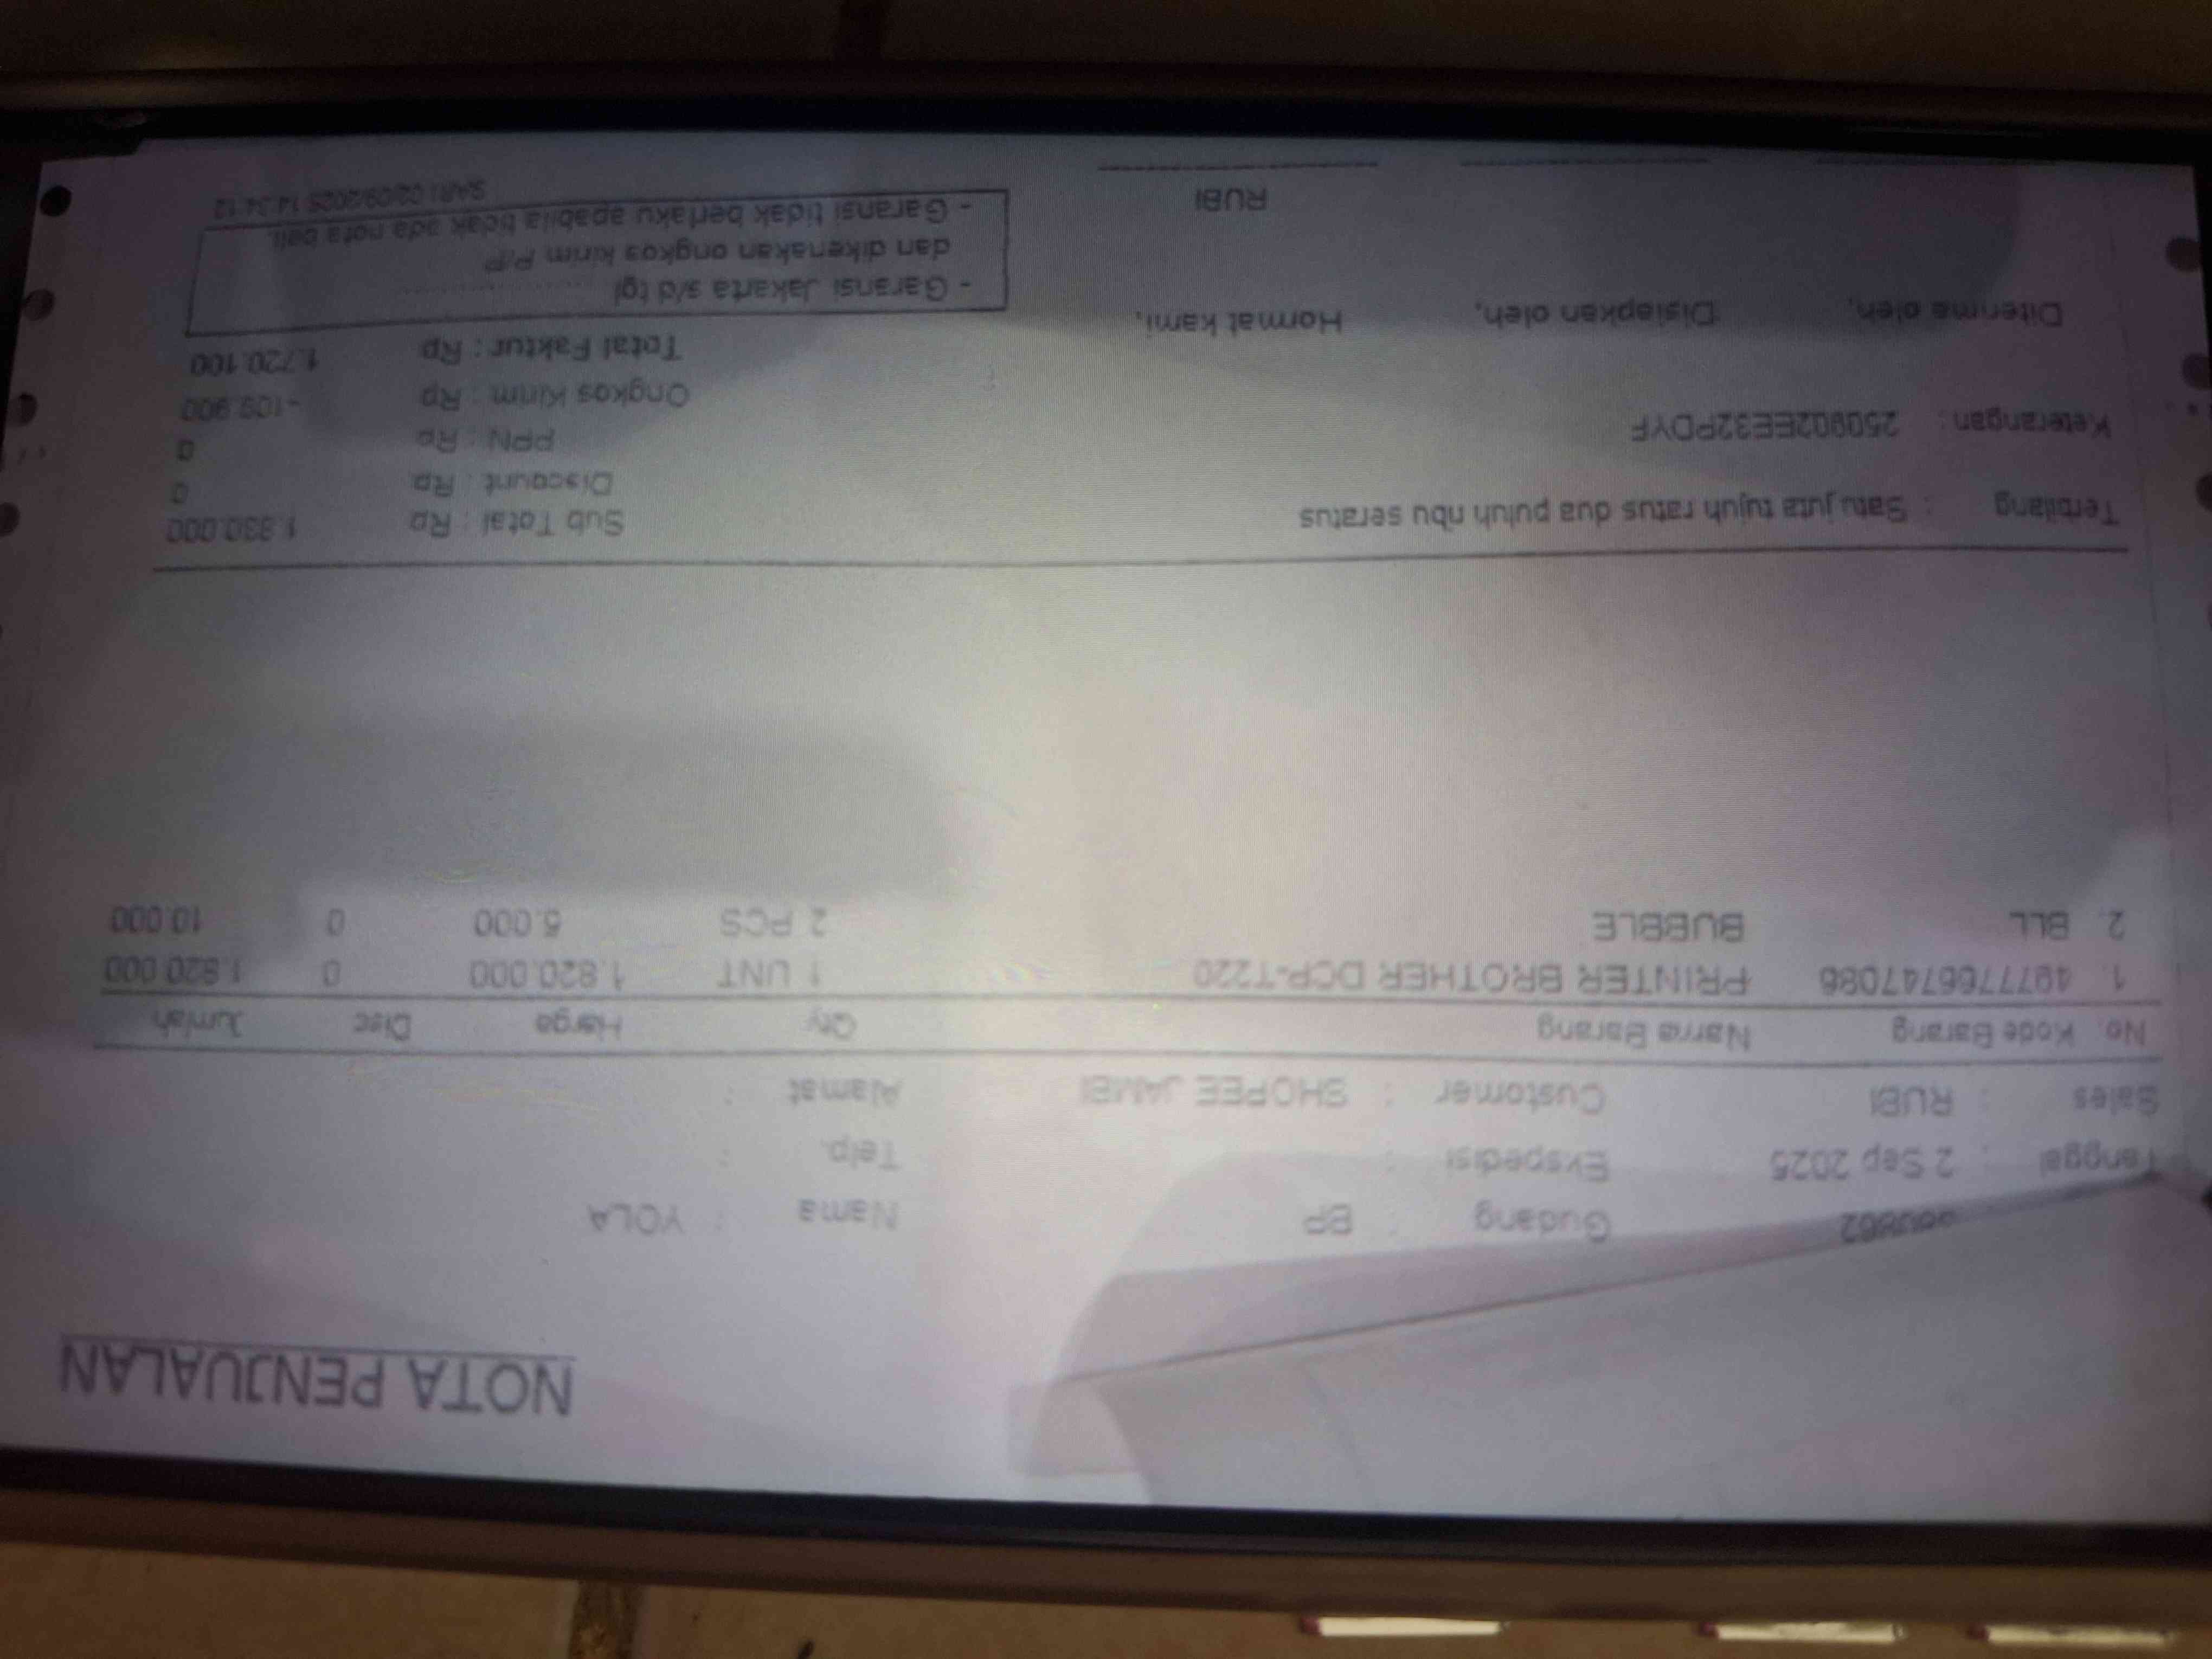 NOTA PENJUALAN
Gudang : BP Nama : YOLA
Tanggal : 2 Sep 2025 Ekspedisi : Telp. :
Sales : RUBI Customer : SHOPEE JAMBI Alamat :
No. Kode Barang Nama Barang Qty Harga Disc Jumlah
1. 4977766747086 PRINTER BROTHER DCP-T220 1 UNT 1.820.000 0 1.820.000
2. BLL BUBBLE 2 PCS 5.000 0 10.000
Terbilang : Satu juta tujuh ratus dua puluh ribu seratus Sub Total : Rp 1.830.000
Discount : Rp 0
Keterangan : 250902EE32PDYF PPN : Rp 0
Ongkos Kirim : Rp -109.900
Total Faktur : Rp 1.720.100
Diterima oleh, Disiapkan oleh, Hormat kami,
- Garansi Jakarta s/d tgl ....................
dan dikenakan ongkos kirim P/P
- Garansi tidak berlaku apabila tidak ada nota beli.
RUBI
SARI 02/09/2025 14:34:12